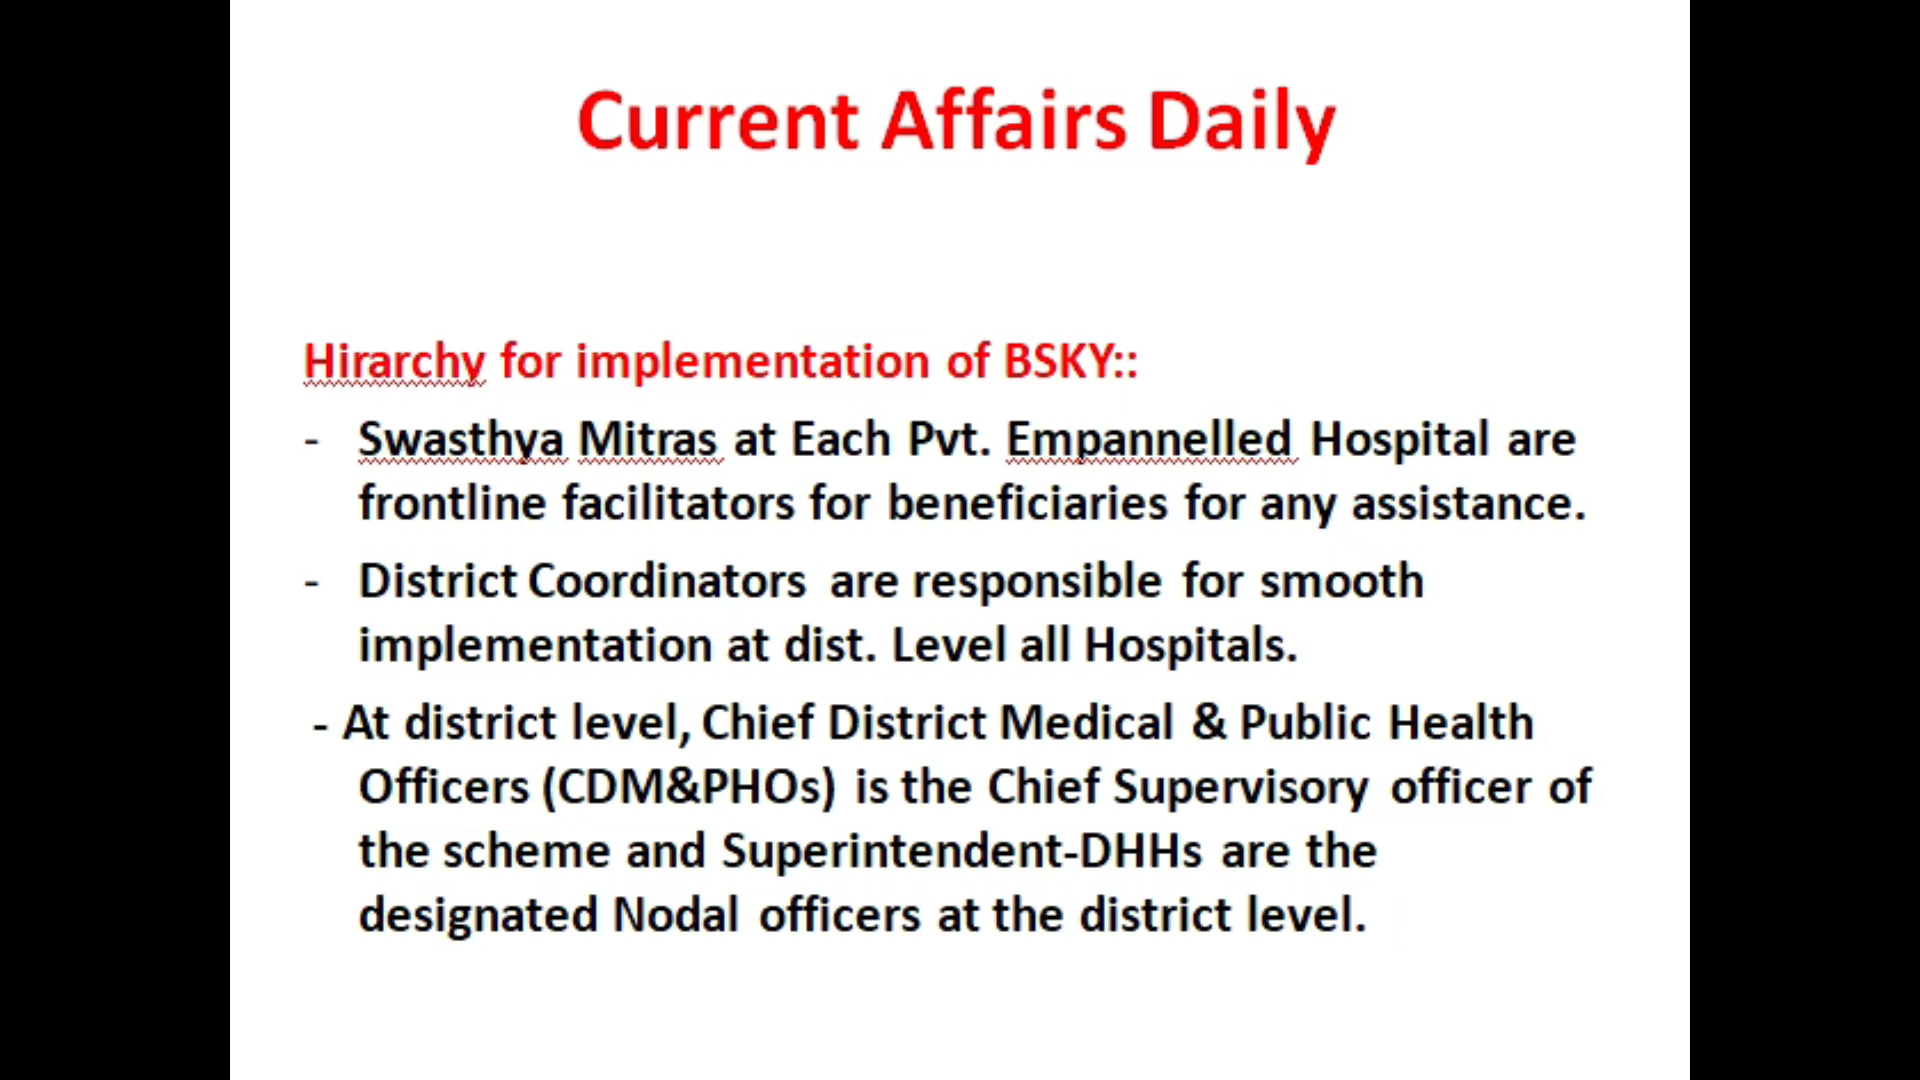 Current Affairs Daily
Hirarchy for implementation of BSKY::
- Swasthya Mitras at Each Pvt. Empannelled Hospital are
frontline facilitators for beneficiaries for any assistance.
- District Coordinators are responsible for smooth
implementation at dist. Level all Hospitals.
- At district level, Chief District Medical & Public Health
Officers (CDM&PHOs) is the Chief Supervisory officer of
the scheme and Superintendent-DHHs are the
designated Nodal officers at the district level.